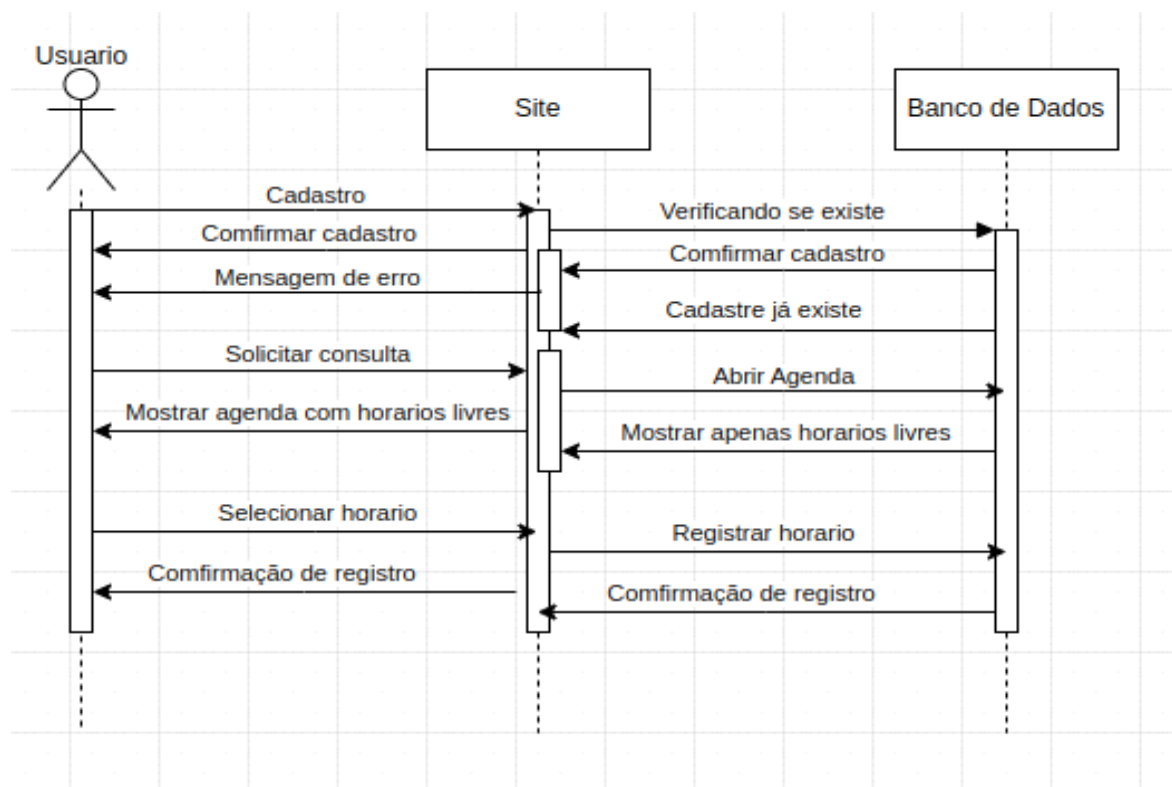 Usuario
Site
Banco de Dados
Cadastro
Verificando se existe
Comfirmar cadastro
Comfirmar cadastro
Mensagem de erro
Cadastre já existe
Solicitar consulta
Abrir Agenda
Mostrar agenda com horarios livres
Mostrar apenas horarios livres
Selecionar horario
Registrar horario
Comfirmação de registro
Comfirmação de registro